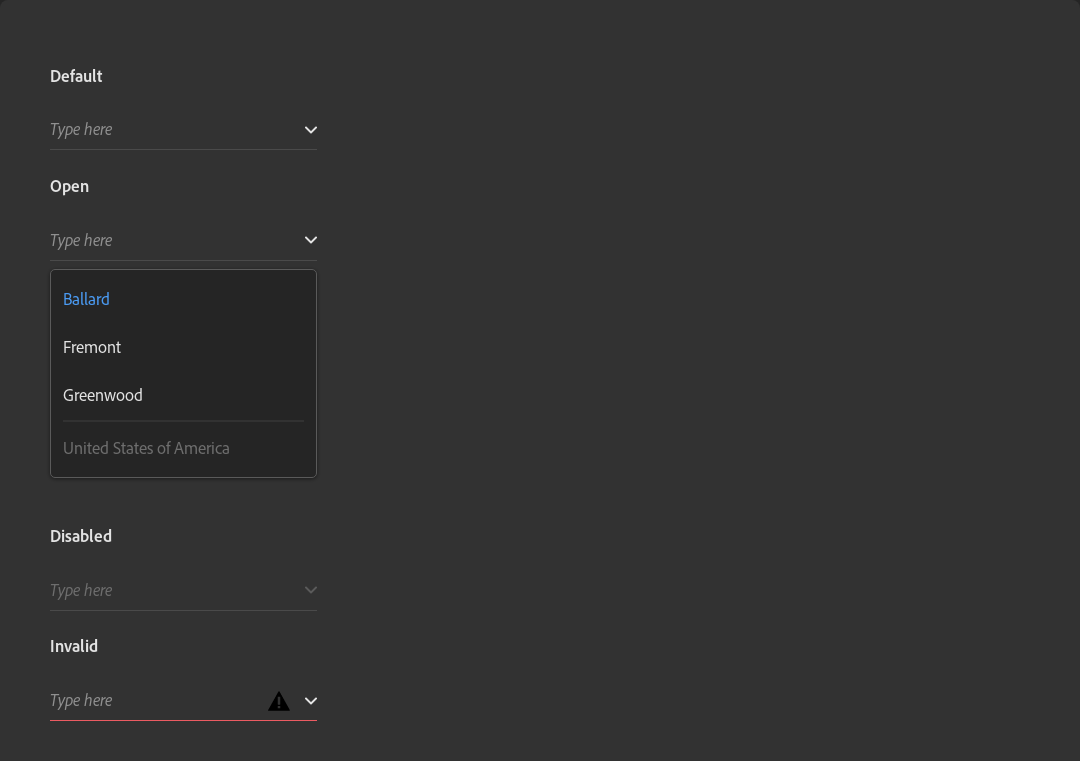 Default
Type here
Open
Type here
Ballard
Fremont
Greenwood
United States of America
Disabled
Type here
Invalid
Type here